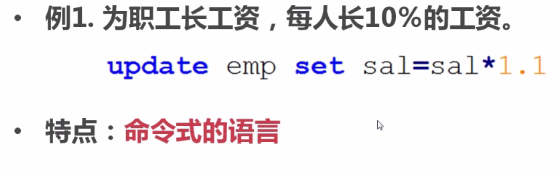 • 例1. 为职工长工资，每人长10%的工资。
update emp set sal=sal*1.1
• 特点：命令式的语言